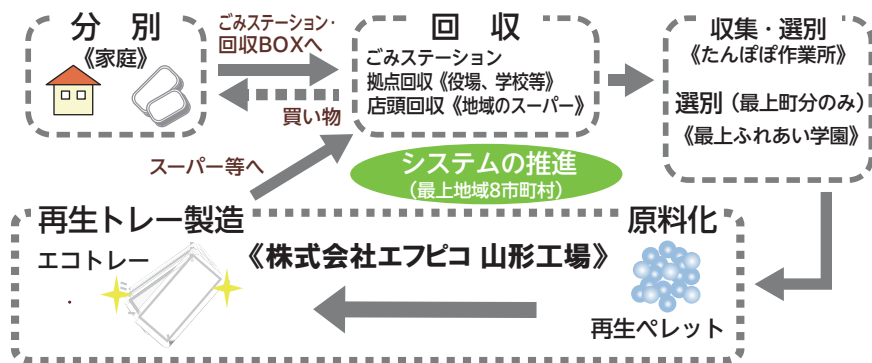 分 別
《家庭》
ごみステーション・
回収BOXへ
買い物
回 収
ごみステーション
拠点回収《役場、学校等》
店頭回収《地域のスーパー》
収集・選別
《たんぽぽ作業所》
選別（最上町分のみ）
《最上ふれあい学園》
スーパー等へ
システムの推進
（最上地域8市町村）
再生トレー製造
エコトレー
《株式会社エフピコ 山形工場》
原料化
再生ペレット